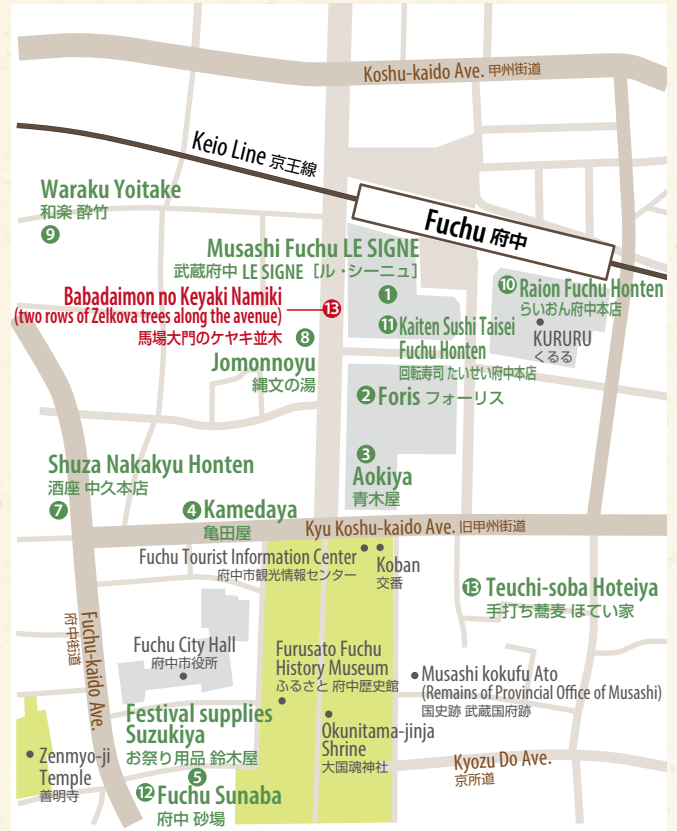 Koshu-kaido Ave. 甲州街道
Keio Line 京王線
Fuchu 府中
Waraku Yoitake
和楽 酔竹
9
Musashi Fuchu LE SIGNE
武蔵府中 LE SIGNE［ル・シーニュ］
1
Babadaimon no Keyaki Namiki
(two rows of Zelkova trees along the avenue)
馬場大門のケヤキ並木
13
10 Raion Fuchu Honten
らいおん府中本店
KURURU
くるる
11 Kaiten Sushi Taisei
Fuchu Honten
回転寿司 たいせい府中本店
8
Jomonnoyu
縄文の湯
2 Foris フォーリス
3
Aokiya
青木屋
Shuza Nakakyu Honten
酒座 中久本店
7
4 Kamedaya
亀田屋
Kyu Koshu-kaido Ave. 旧甲州街道
Fuchu Tourist Information Center
府中市観光情報センター
Koban
交番
13 Teuchi-soba Hoteiya
手打ち蕎麦 ほてい家
Fuchu-kaido Ave.
府中街道
Fuchu City Hall
府中市役所
Furusato Fuchu
History Museum
ふるさと 府中歴史館
Musashi kokufu Ato
(Remains of Provincial Office of Musashi)
国史跡 武蔵国府跡
Okunitama-jinja
Shrine
大国魂神社
Festival supplies
Suzukiya
お祭り用品 鈴木屋
5
Zenmyo-ji
Temple
善明寺
Kyozu Do Ave.
京所道
12 Fuchu Sunaba
府中 砂場